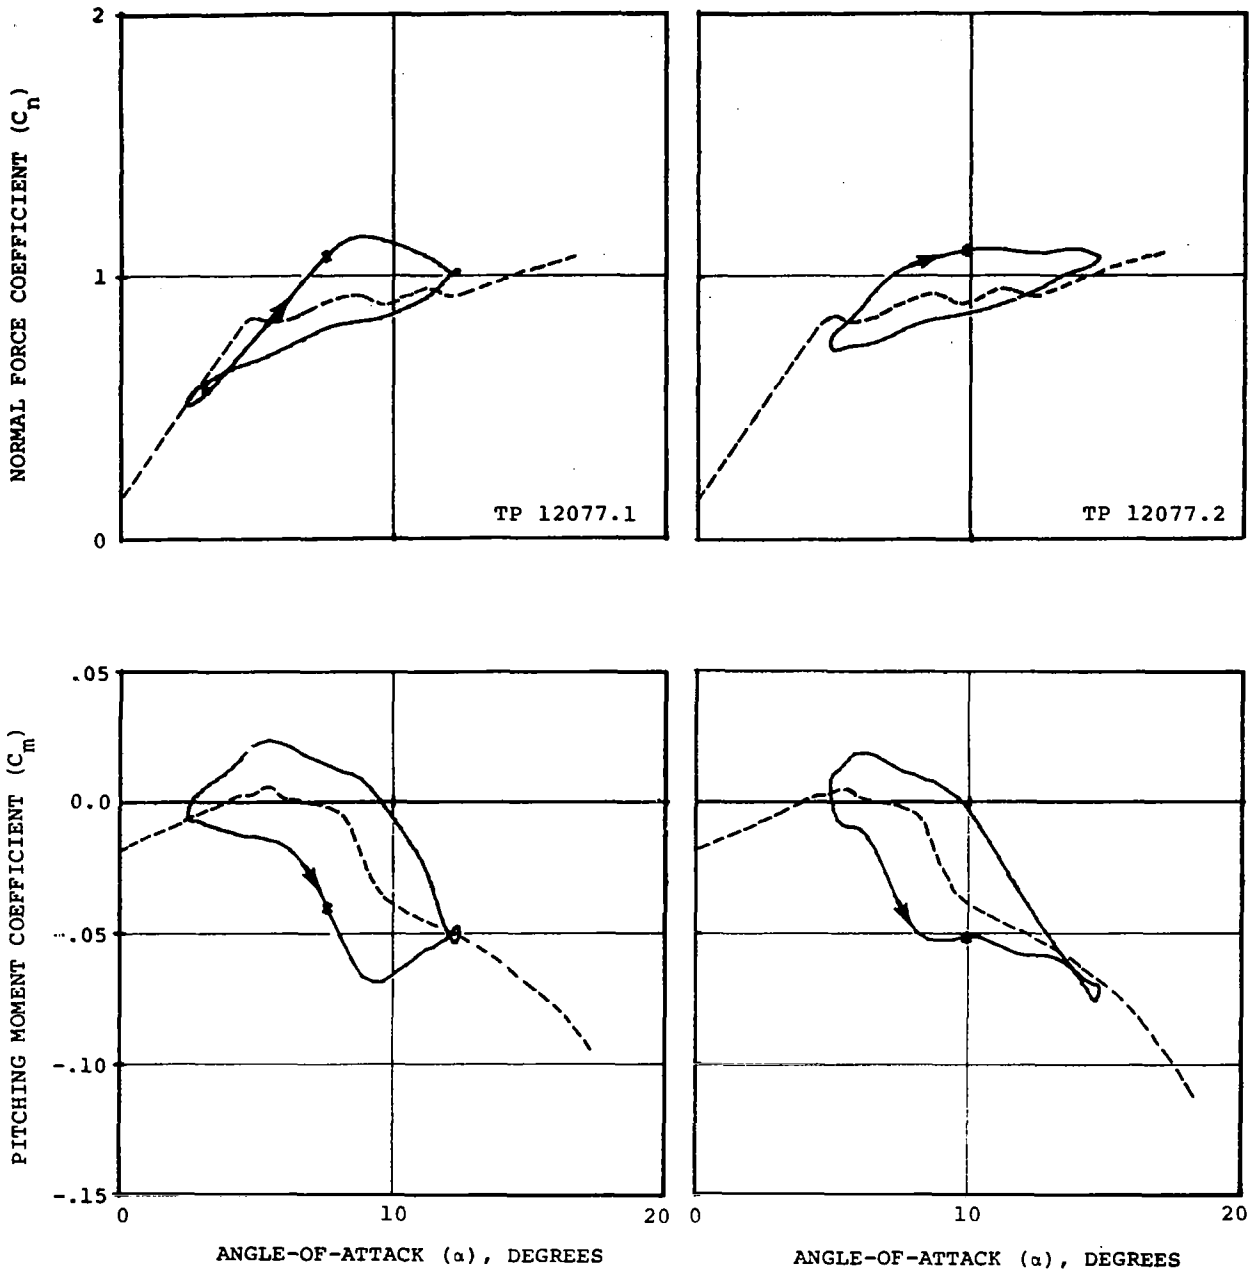 NORMAL FORCE COEFFICIENT (Cn)
2
1
0
TP 12077.1
TP 12077.2
PITCHING MOMENT COEFFICIENT (Cm)
.05
0.0
-.05
-.10
-.15
0
10
20
0
10
20
ANGLE-OF-ATTACK (α), DEGREES
ANGLE-OF-ATTACK (α), DEGREES